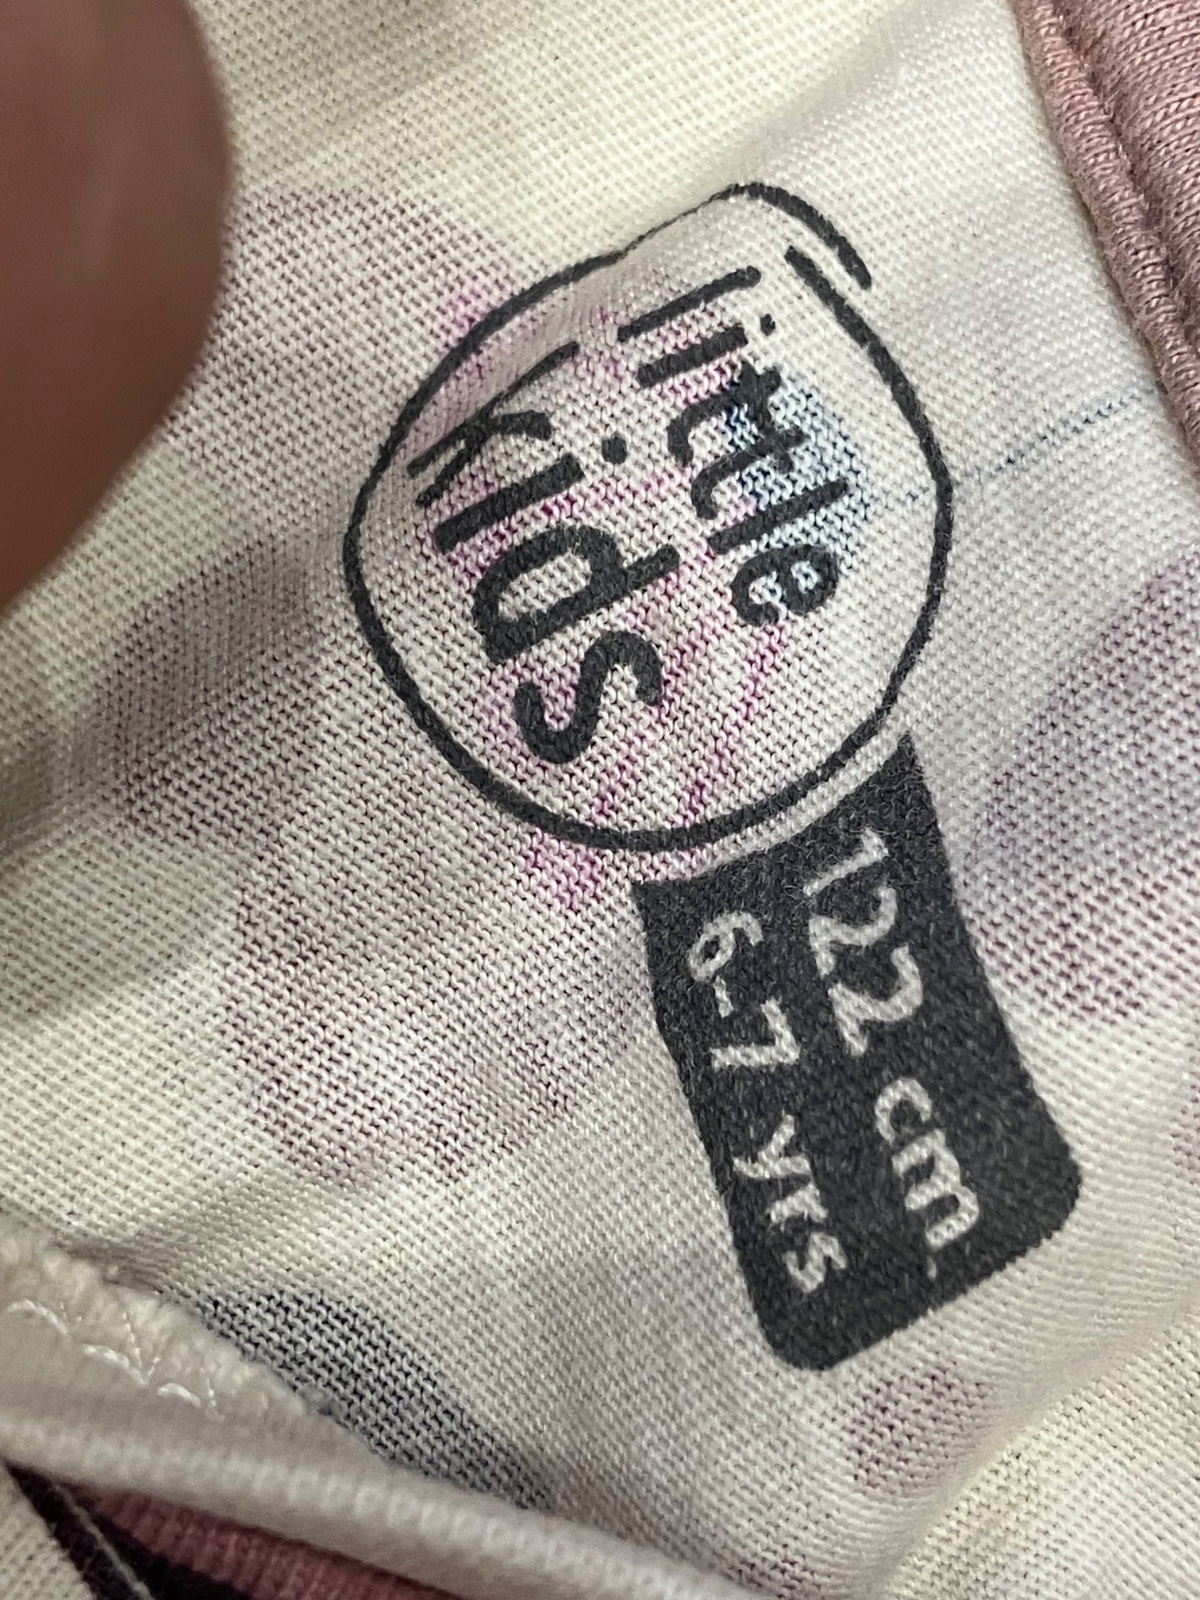 little
kids
122 cm.
6-7 yrs